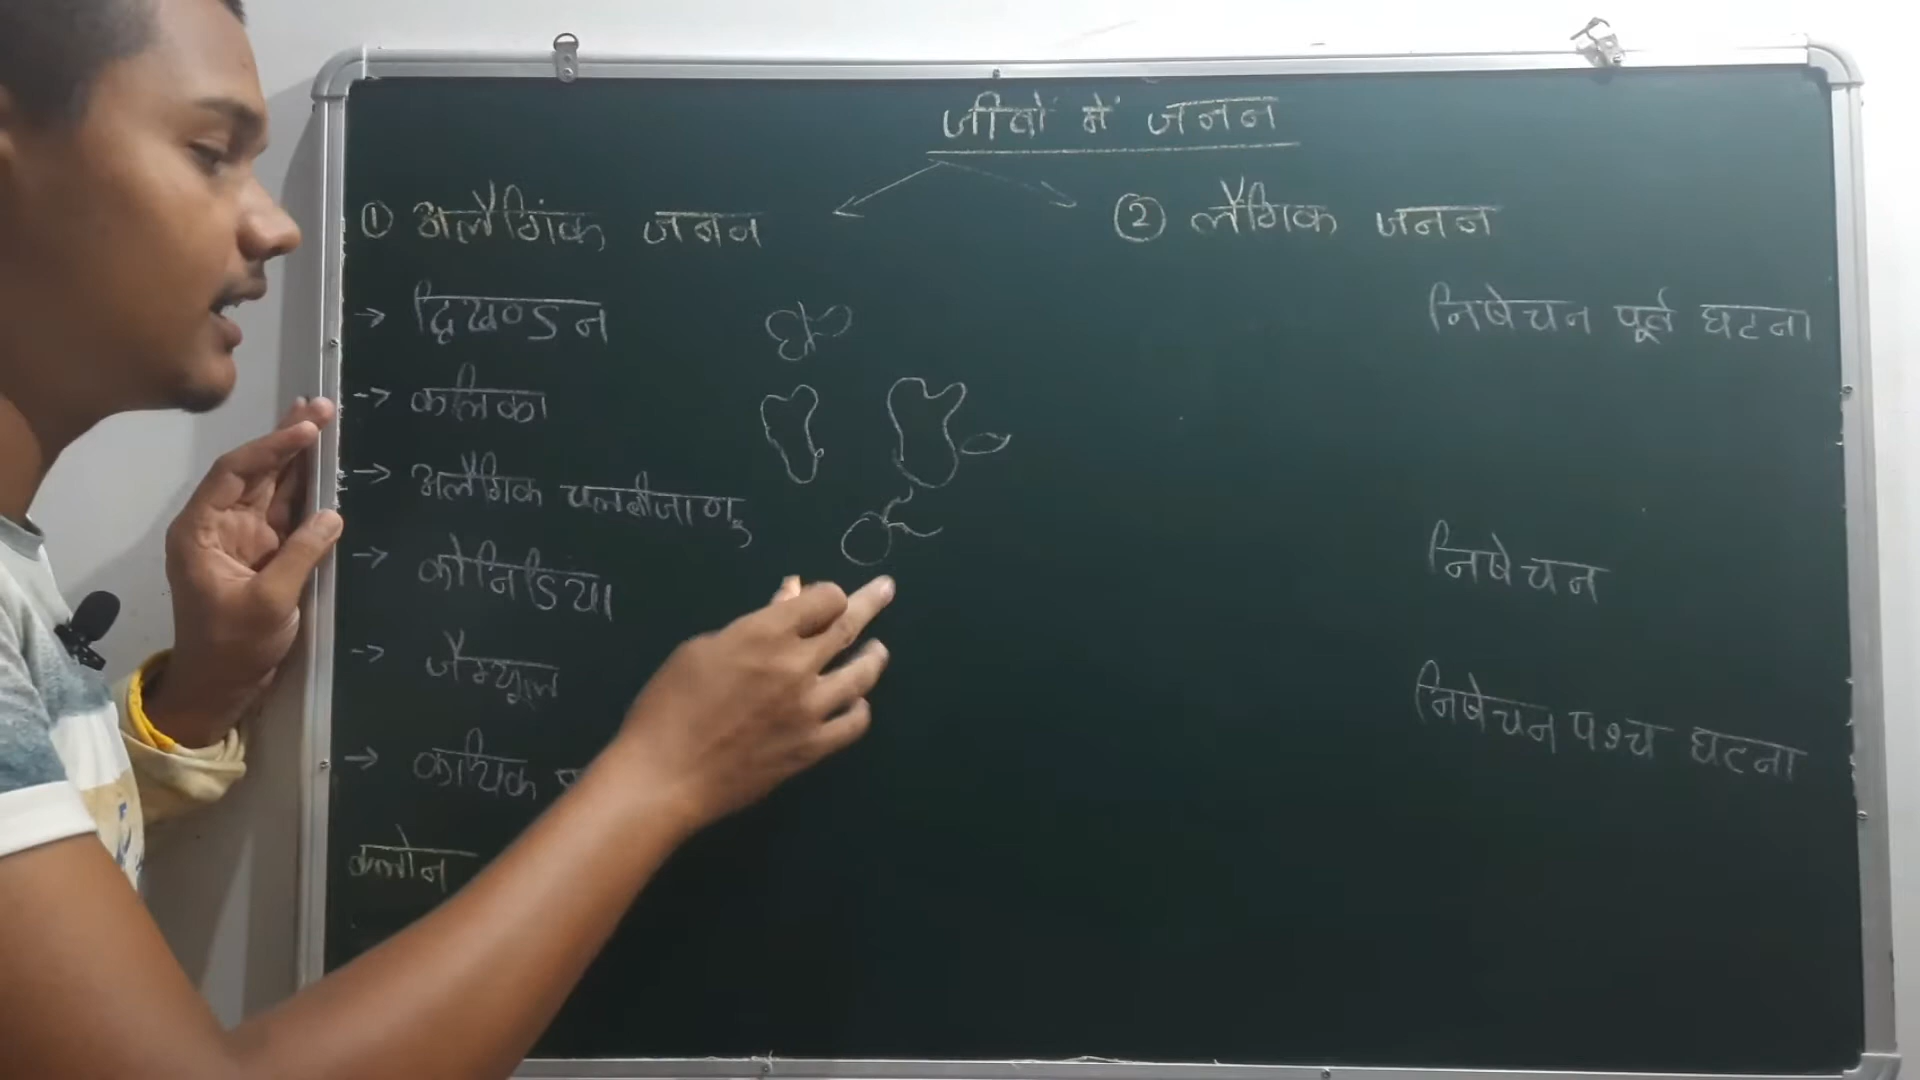 जीवों में जनन
① अलैगिंक जनन
② लैंगिक जनन
→ द्विखण्डन
→ कलिका
→ अलैगिक चलबीजाणु
→ कोनिडिया
→ जैम्यूल
→ कायिक
क्लोन
निषेचन पूर्व घटना
निषेचन
निषेचन पश्च घटना